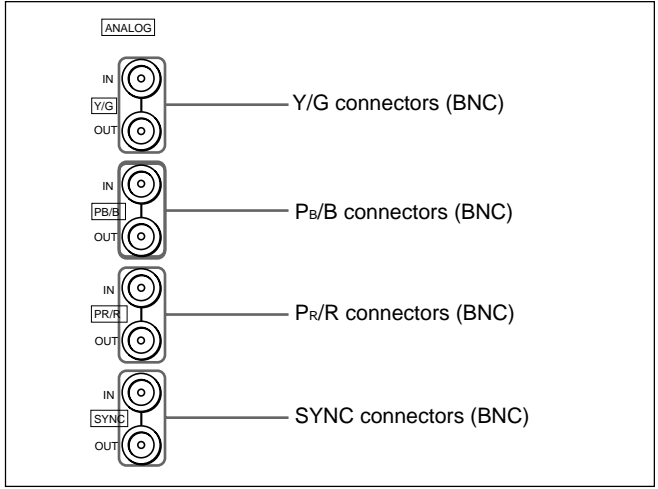 ANALOG
IN
Y/G
OUT
Y/G connectors (BNC)
IN
PB/B
OUT
PB/B connectors (BNC)
IN
PR/R
OUT
PR/R connectors (BNC)
IN
SYNC
OUT
SYNC connectors (BNC)